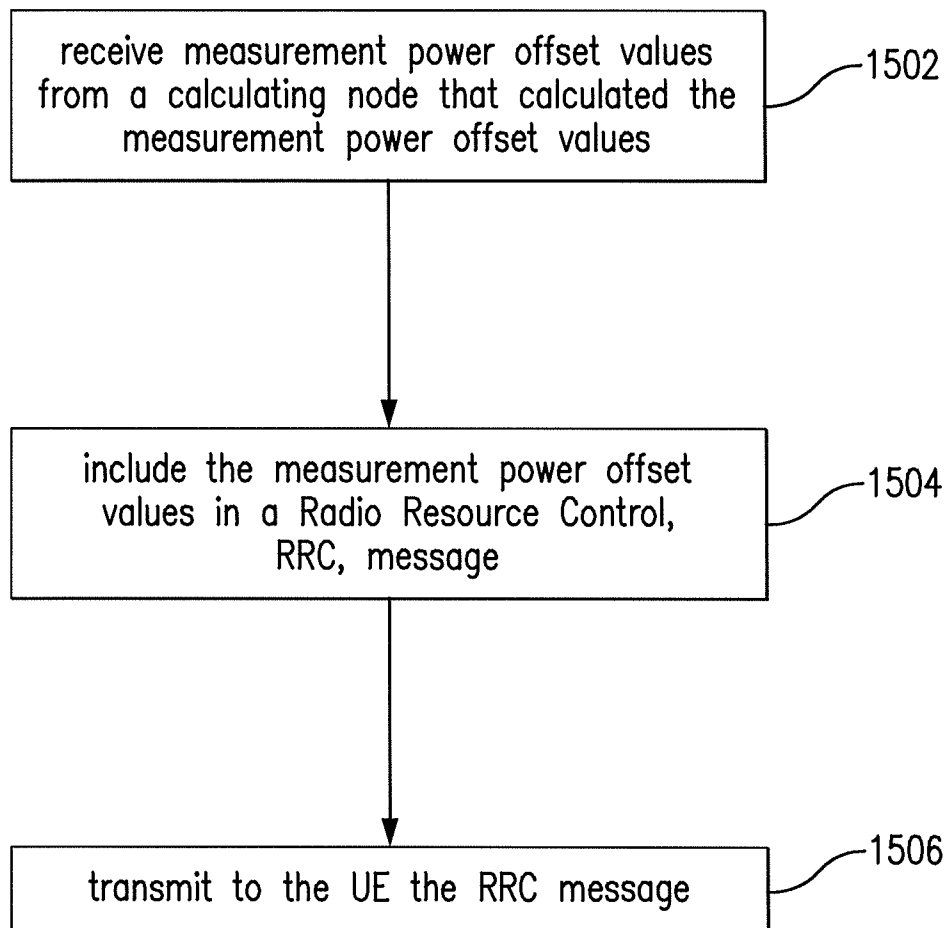 receive measurement power offset values
from a calculating node that calculated the
measurement power offset values
1502
include the measurement power offset
values in a Radio Resource Control,
RRC, message
1504
transmit to the UE the RRC message
1506